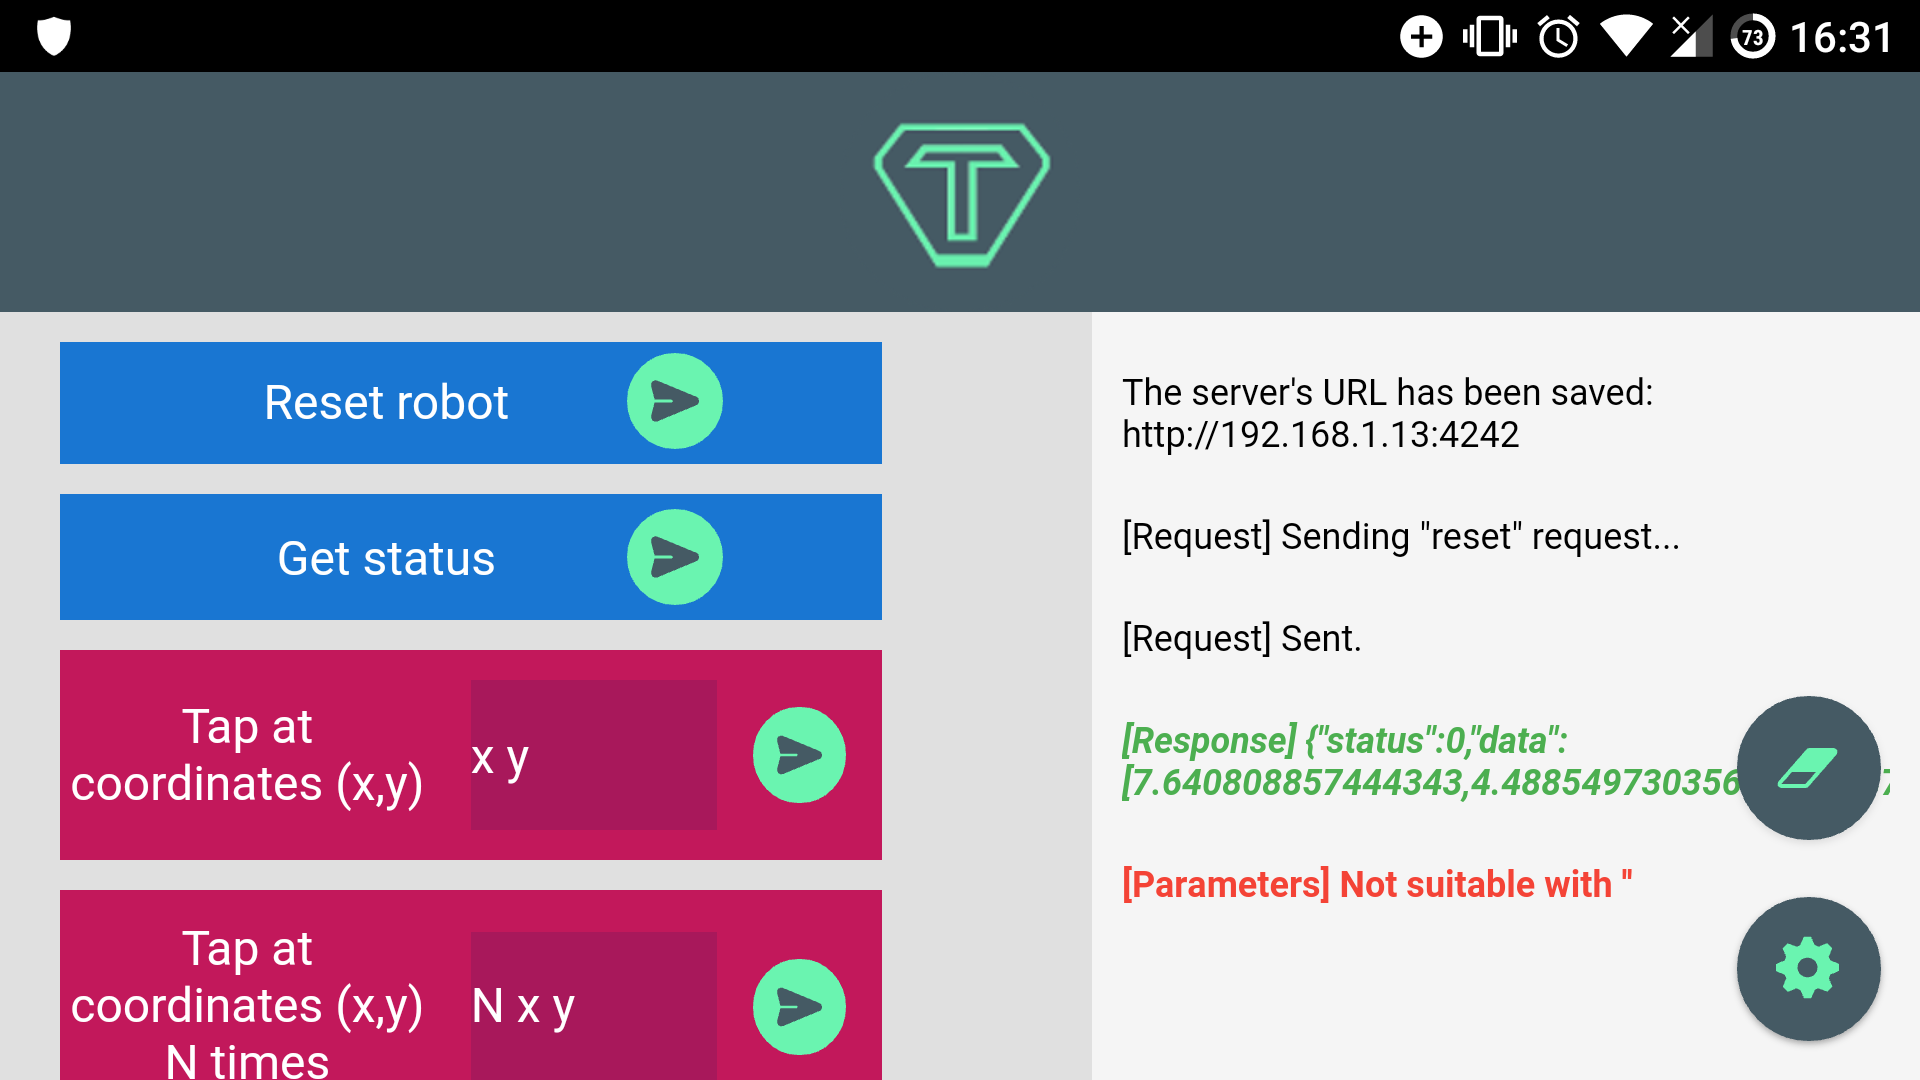 73 16:31
T
Reset robot
Get status
Tap at
coordinates (x,y)
x y
Tap at
coordinates (x,y)
N times
N x y
The server's URL has been saved:
http://192.168.1.13:4242
[Request] Sending "reset" request...
[Request] Sent.
[Response] {"status":0,"data":
[7.640808857444343,4.488549730356
[Parameters] Not suitable with "